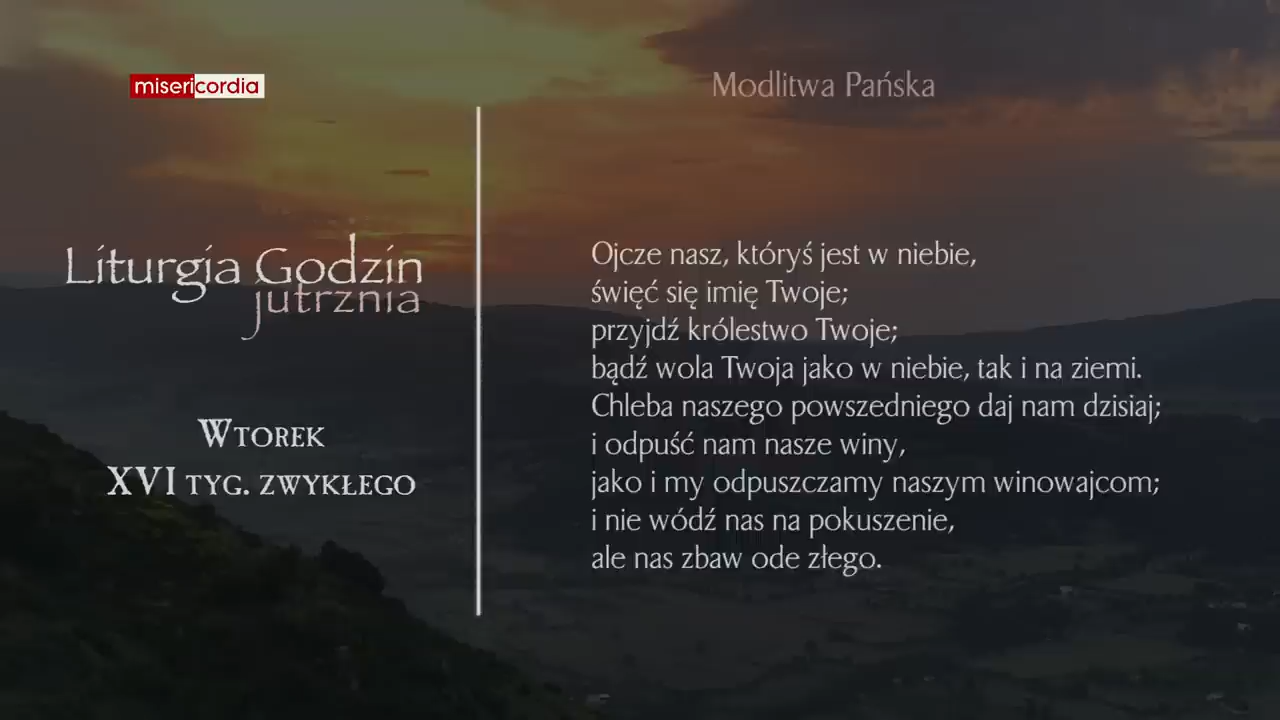 misericordia
Liturgia Godzin
jutrznia
Wtorek
XVI tyg. zwykłego
Modlitwa Pańska
Ojcze nasz, któryś jest w niebie,
święć się imię Twoje;
przyjdź królestwo Twoje;
bądź wola Twoja jako w niebie, tak i na ziemi.
Chleba naszego powszedniego daj nam dzisiaj;
i odpuść nam nasze winy,
jako i my odpuszczamy naszym winowajcom;
i nie wódź nas na pokuszenie,
ale nas zbaw ode złego.